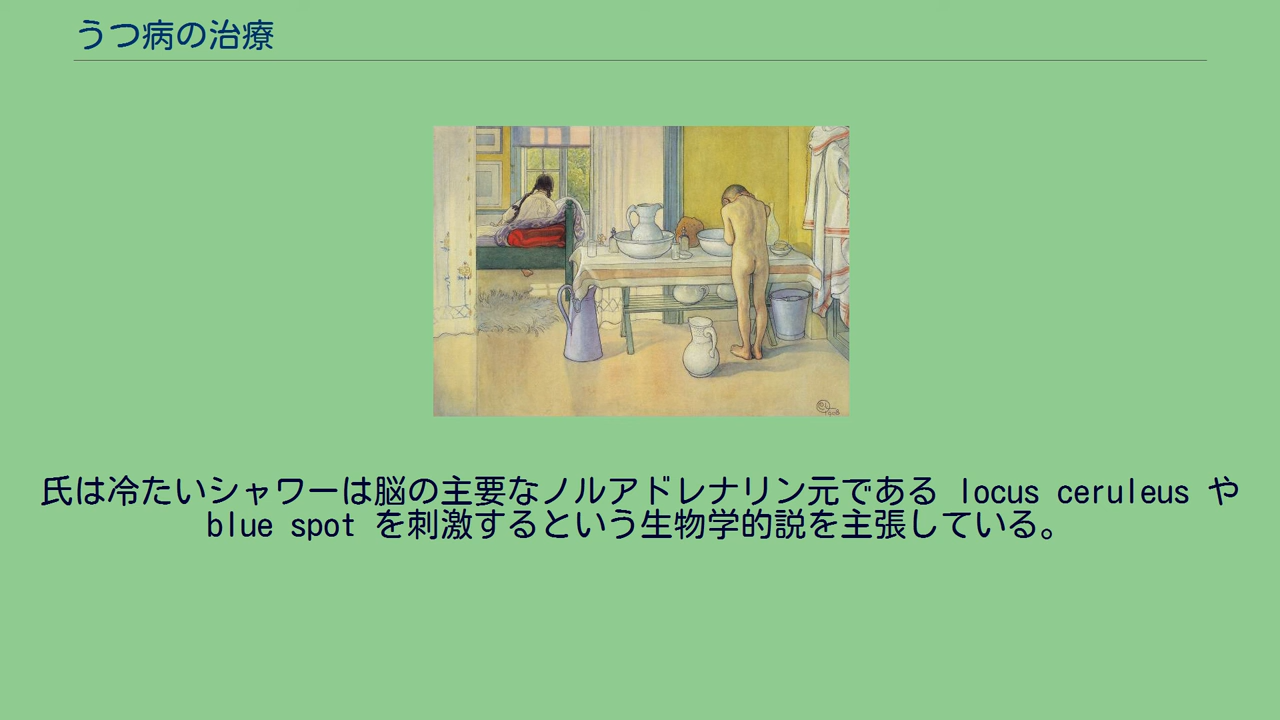 うつ病の治療
氏は冷たいシャワーは脳の主要なノルアドレナリン元である locus ceruleus や
blue spot を刺激するという生物学的説を主張している。